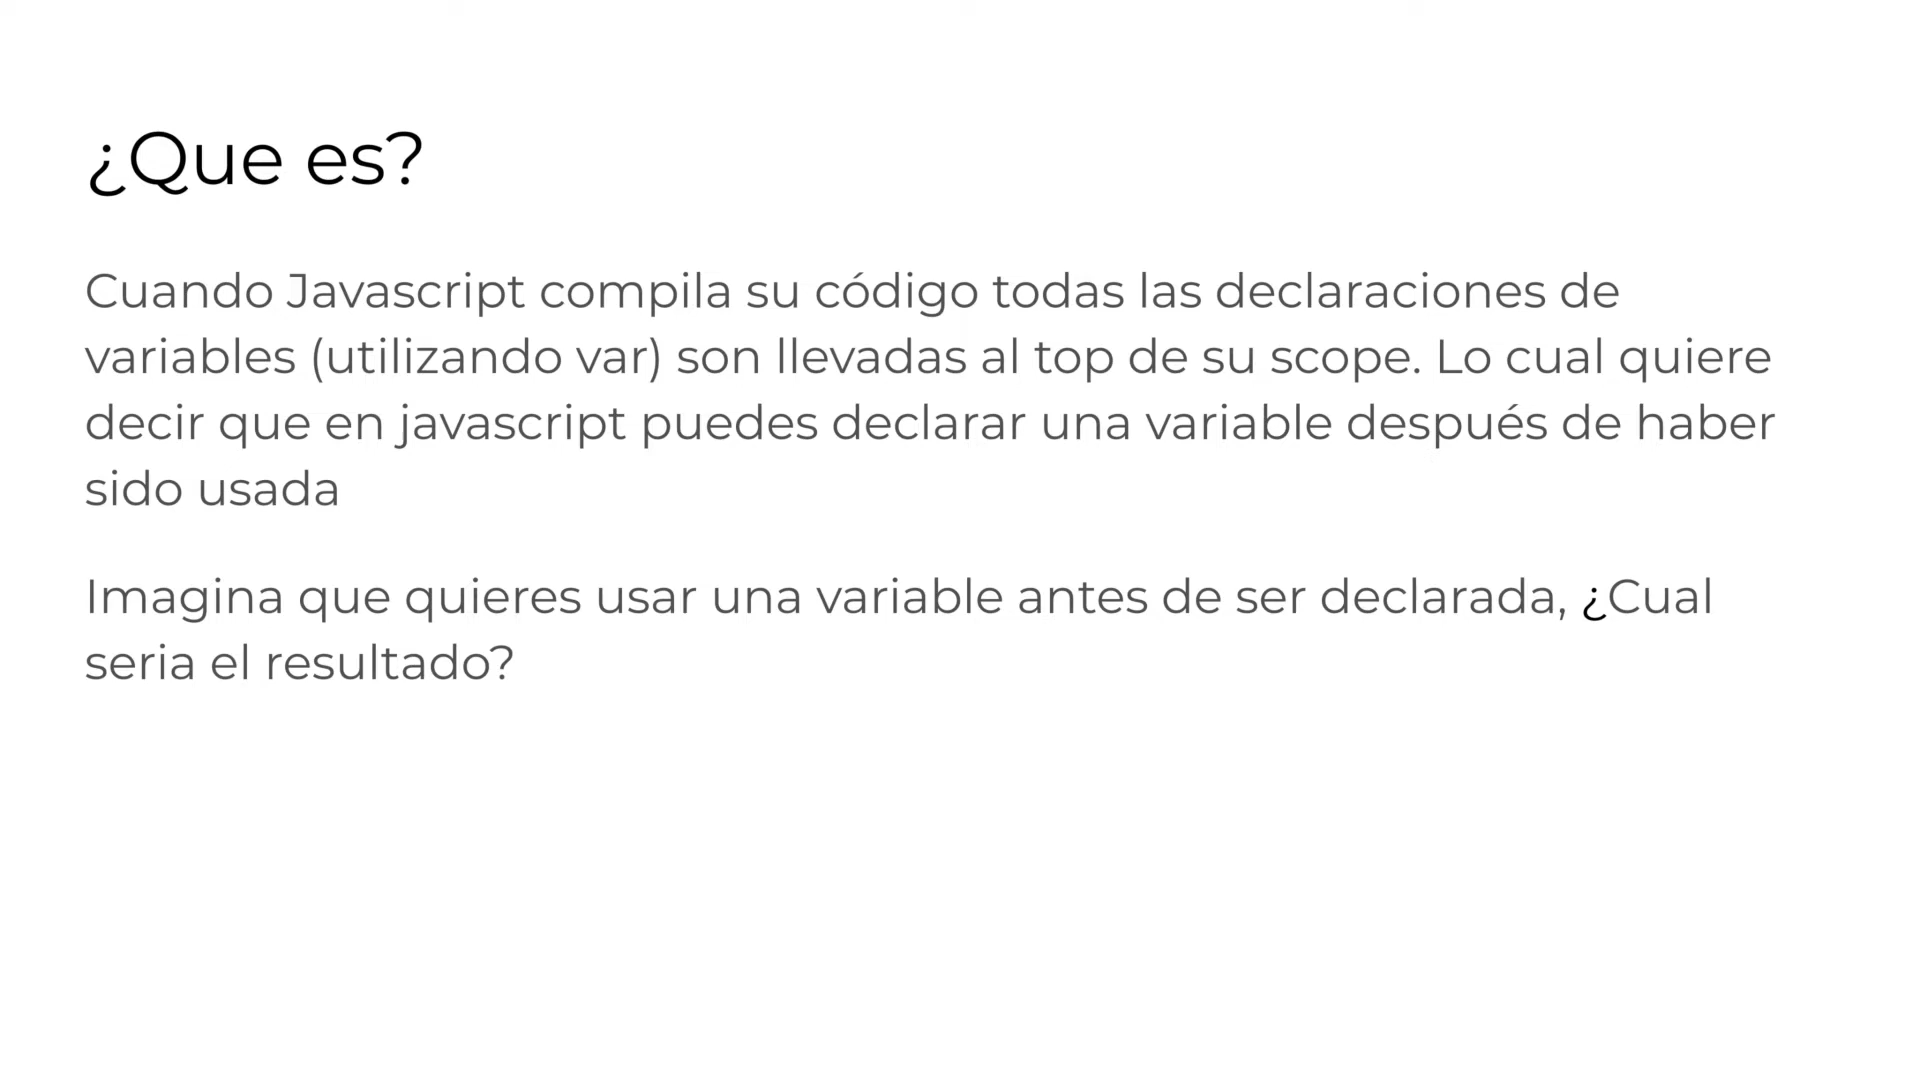 ¿Que es?
Cuando Javascript compila su código todas las declaraciones de
variables (utilizando var) son llevadas al top de su scope. Lo cual quiere
decir que en javascript puedes declarar una variable después de haber
sido usada
Imagina que quieres usar una variable antes de ser declarada, ¿Cual
seria el resultado?